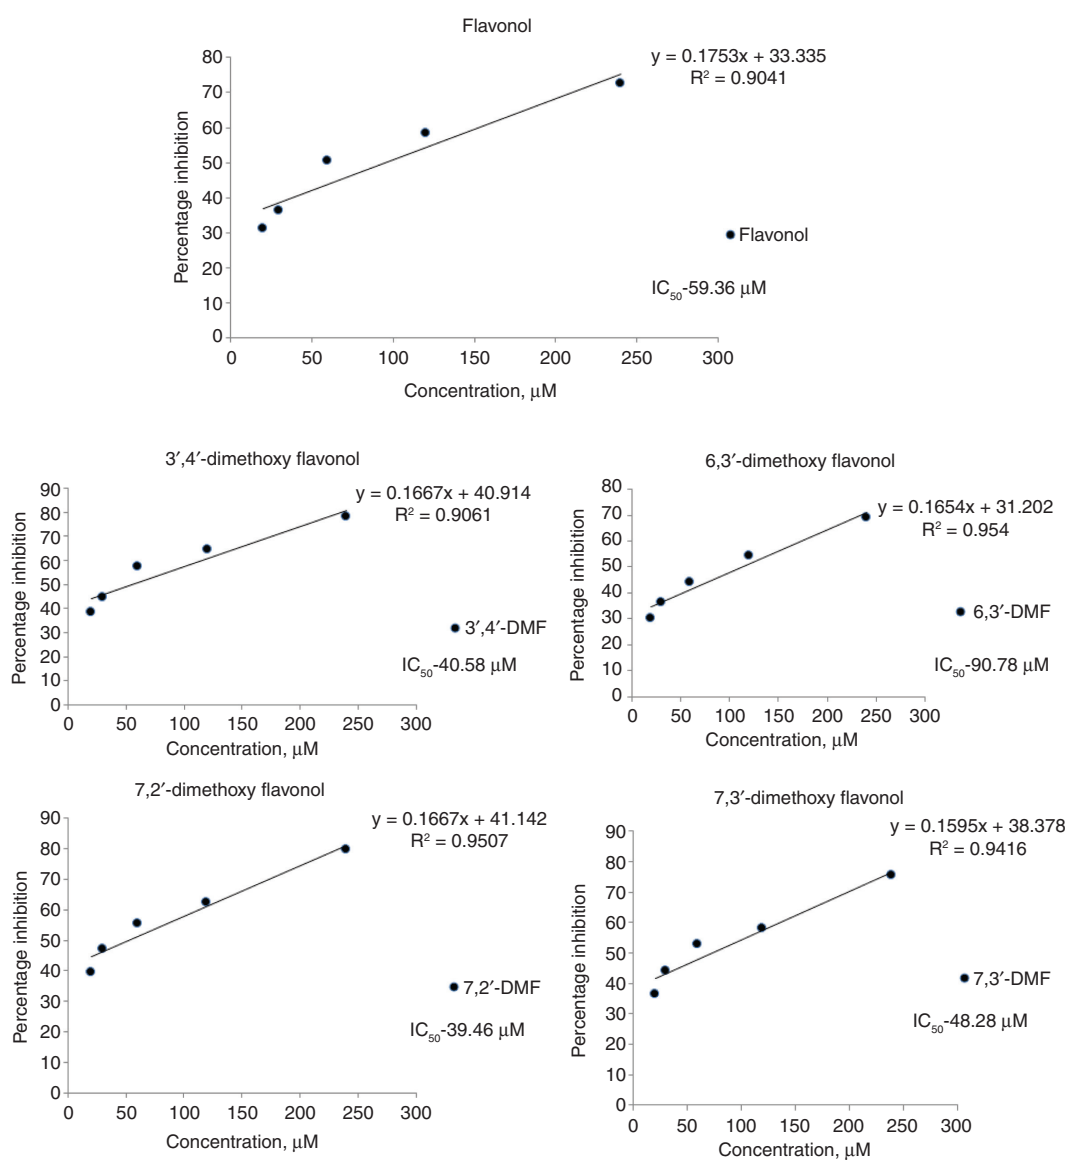 Flavonol
y = 0.1753x + 33.335
R² = 0.9041
Percentage inhibition
80
70
60
50
40
30
20
10
0
0 50 100 150 200 250 300
Concentration, μM
Flavonol
IC₅₀-59.36 μM
3′,4′-dimethoxy flavonol
y = 0.1667x + 40.914
R² = 0.9061
Percentage inhibition
90
80
70
60
50
40
30
20
10
0
0 50 100 150 200 250 300
Concentration, μM
3′,4′-DMF
IC₅₀-40.58 μM
6,3′-dimethoxy flavonol
y = 0.1654x + 31.202
R² = 0.954
Percentage inhibition
80
70
60
50
40
30
20
10
0
0 50 100 150 200 250 300
Concentration, μM
6,3′-DMF
IC₅₀-90.78 μM
7,2′-dimethoxy flavonol
y = 0.1667x + 41.142
R² = 0.9507
Percentage inhibition
90
80
70
60
50
40
30
20
10
0
0 50 100 150 200 250 300
Concentration, μM
7,2′-DMF
IC₅₀-39.46 μM
7,3′-dimethoxy flavonol
y = 0.1595x + 38.378
R² = 0.9416
Percentage inhibition
90
80
70
60
50
40
30
20
10
0
0 50 100 150 200 250 300
Concentration, μM
7,3′-DMF
IC₅₀-48.28 μM